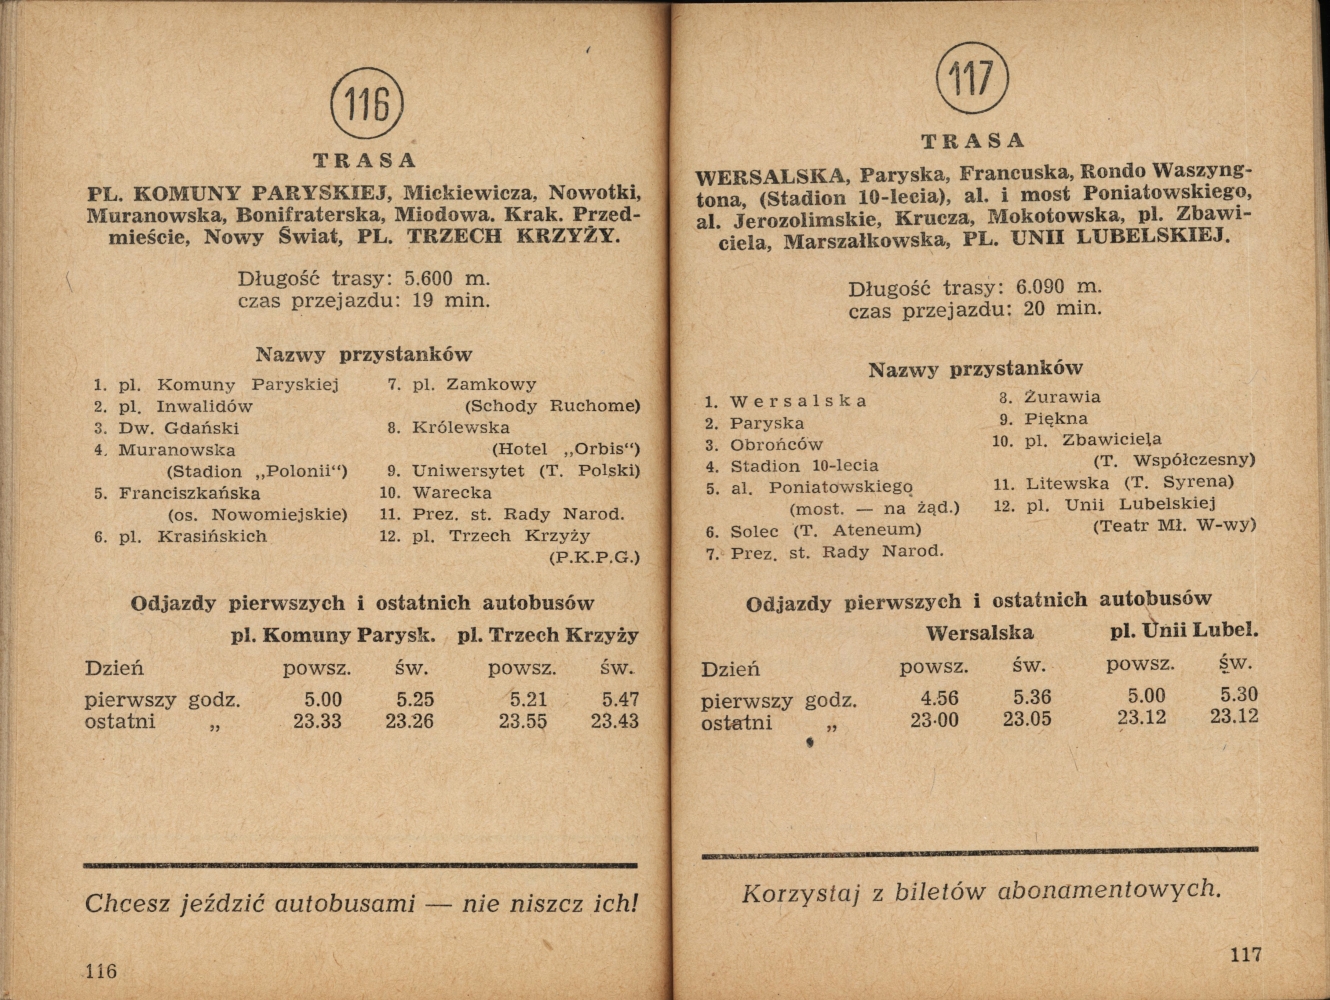 116
TRASA
PL. KOMUNY PARYSKIEJ, Mickiewicza, Nowotki,
Muranowska, Bonifraterska, Miodowa. Krak. Przed-
mieście, Nowy Świat, PL. TRZECH KRZYŻY.
Długość trasy: 5.600 m.
czas przejazdu: 19 min.
Nazwy przystanków
1. pl. Komuny Paryskiej
2. pl. Inwalidów
3. Dw. Gdański
4. Muranowska
(Stadion „Polonii“)
5. Franciszkańska
(os. Nowomiejskie)
6. pl. Krasińskich
7. pl. Zamkowy
(Schody Ruchome)
8. Królewska
(Hotel „Orbis“)
9. Uniwersytet (T. Polski)
10. Warecka
11. Prez. st. Rady Narod.
12. pl. Trzech Krzyży
(P.K.P.G.)
Odjazdy pierwszych i ostatnich autobusów
pl. Komuny Parysk. pl. Trzech Krzyży
Dzień powsz. św. powsz. św.
pierwszy godz. 5.00 5.25 5.21 5.47
ostatni „ 23.33 23.26 23.55 23.43
Chcesz jeździć autobusami — nie niszcz ich!
116
117
TRASA
WERSALSKA, Paryska, Francuska, Rondo Waszyng-
tona, (Stadion 10-lecia), al. i most Poniatowskiego,
al. Jerozolimskie, Krucza, Mokotowska, pl. Zbawi-
ciela, Marszałkowska, PL. UNII LUBELSKIEJ.
Długość trasy: 6.090 m.
czas przejazdu: 20 min.
Nazwy przystanków
1. Wersalska
2. Paryska
3. Obrońców
4. Stadion 10-lecia
5. al. Poniatowskiego
(most. — na żąd.)
6. Solec (T. Ateneum)
7. Prez. st. Rady Narod.
8. Żurawia
9. Piękna
10. pl. Zbawiciela
(T. Współczesny)
11. Litewska (T. Syrena)
12. pl. Unii Lubelskiej
(Teatr Mł. W-wy)
Odjazdy pierwszych i ostatnich autobusów
Wersalska pl. Unii Lubel.
Dzień powsz. św. powsz. św.
pierwszy godz. 4.56 5.36 5.00 5.30
ostatni „ 23·00 23.05 23.12 23.12
Korzystaj z biletów abonamentowych.
117